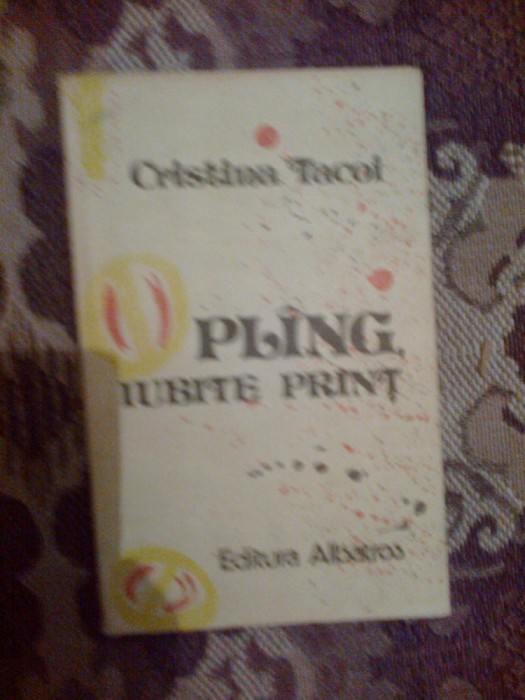 Cristina Tacoi
PLÎNG,
IUBITE PRINȚ
Editura Albatros